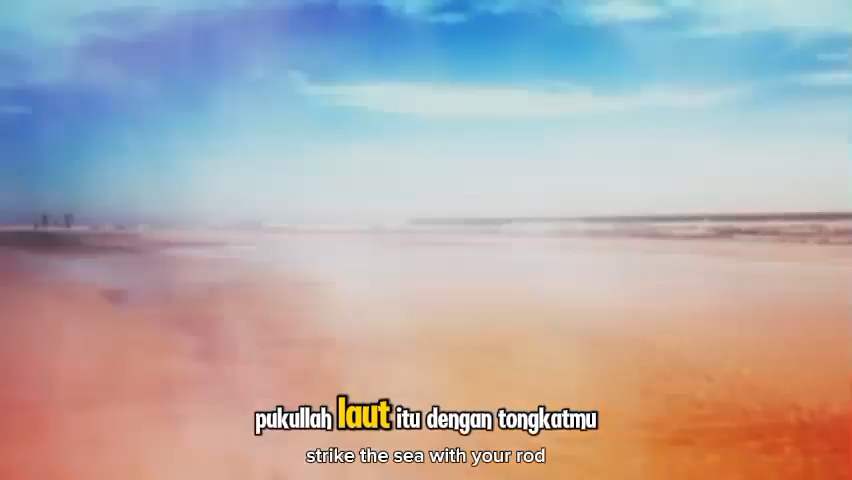 pukullah laut itu dengan tongkatmu
strike the sea with your rod